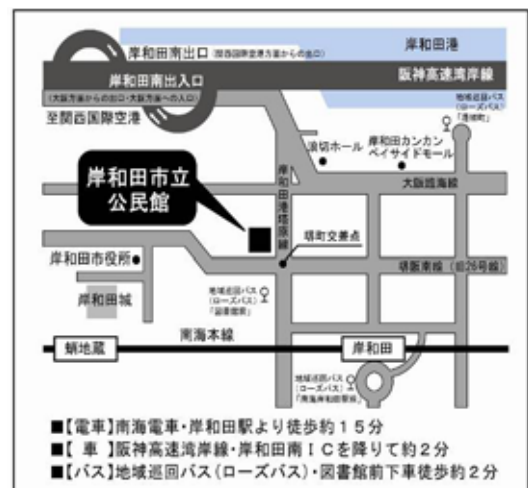 岸和田南出口(関西国際空港方面からの出口)
岸和田港
岸和田南出入口
阪神高速湾岸線
(大阪方面からの出口・大阪方面への入口)
至関西国際空港
地域巡回バス
(ローズバス)
「港緑町」
浪切ホール
岸和田カンカン
ベイサイドモール
岸和田市立
公民館
岸和田港塔原線
大阪臨海線
堺町交差点
岸和田市役所
堺阪南線(旧26号線)
地域巡回バス
(ローズバス)
「図書館前」
岸和田城
南海本線
蛸地蔵
岸和田
地域巡回バス
(ローズバス)
「南海岸和田駅前」
■【電車】南海電車・岸和田駅より徒歩約15分
■【 車 】阪神高速湾岸線・岸和田南ICを降りて約2分
■【バス】地域巡回バス(ローズバス)・図書館前下車徒歩約2分